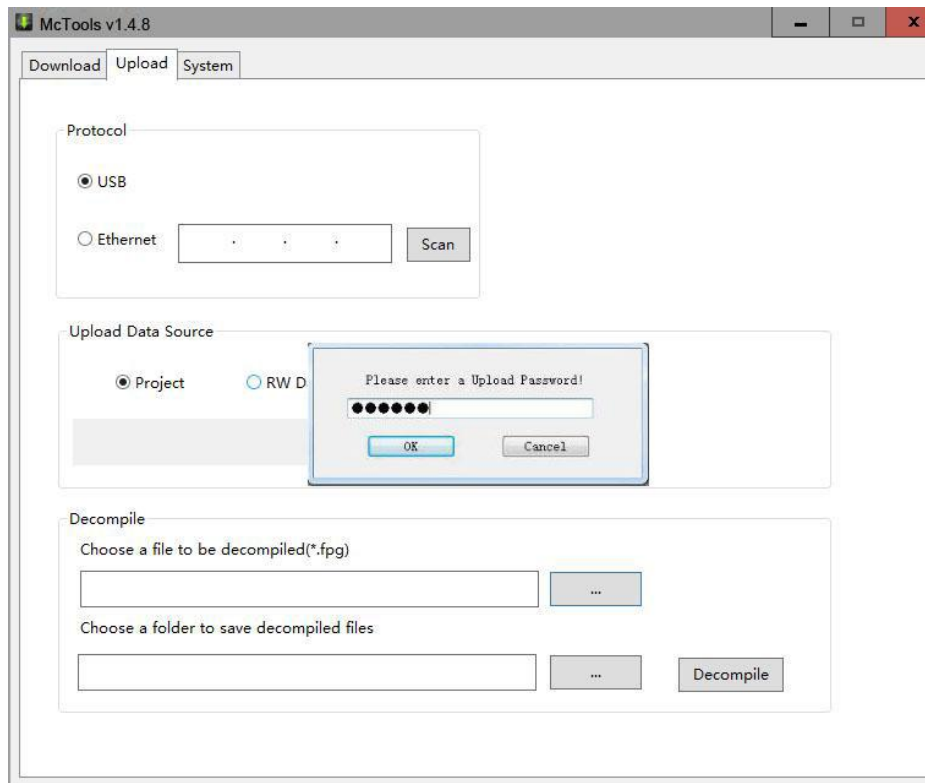 McTools v1.4.8
Download Upload System
Protocol
USB
Ethernet . . . Scan
Upload Data Source
Project RW D
Please enter a Upload Password!
●●●●●●
OK Cancel
Decompile
Choose a file to be decompiled(*.fpg)
...
Choose a folder to save decompiled files
... Decompile